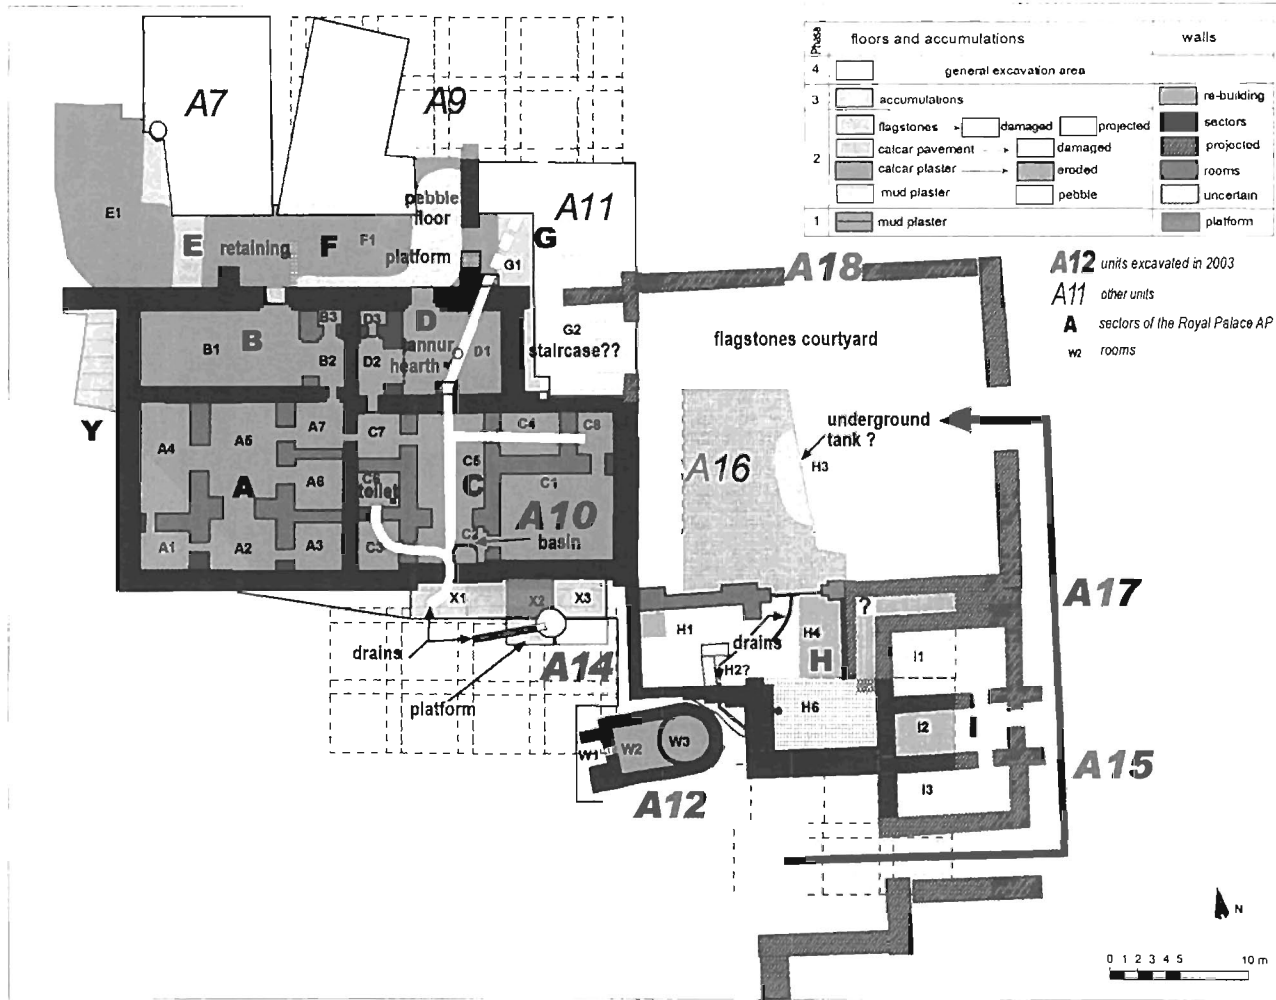 A7
A9
A11
A18
E1
E
retaining
F
F1
pebble
floor
platform
G
G1
G2
staircase??
flagstones courtyard
B1
B
B3
B2
D3
D2
D
tannur
hearth
D1
Y
A4
A5
A7
A
A6
A1
A2
A3
C7
C6
toilet
C3
C5
C
C4
C8
C1
A10
C2
basin
A16
underground
tank ?
H3
X1
X2
X3
drains
platform
A14
H1
drains
H2?
H4
H
?
H6
I1
I2
I3
A17
A15
W1
W2
W3
A12
Phase
floors and accumulations
walls
4
general excavation area
3
accumulations
re-building
flagstones
damaged
projected
sectors
2
calcar pavement
damaged
projected
calcar plaster
eroded
rooms
mud plaster
pebble
uncertain
1
mud plaster
platform
A12 units excavated in 2003
A11 other units
A sectors of the Royal Palace AP
W2 rooms
N
0 1 2 3 4 5 10 m